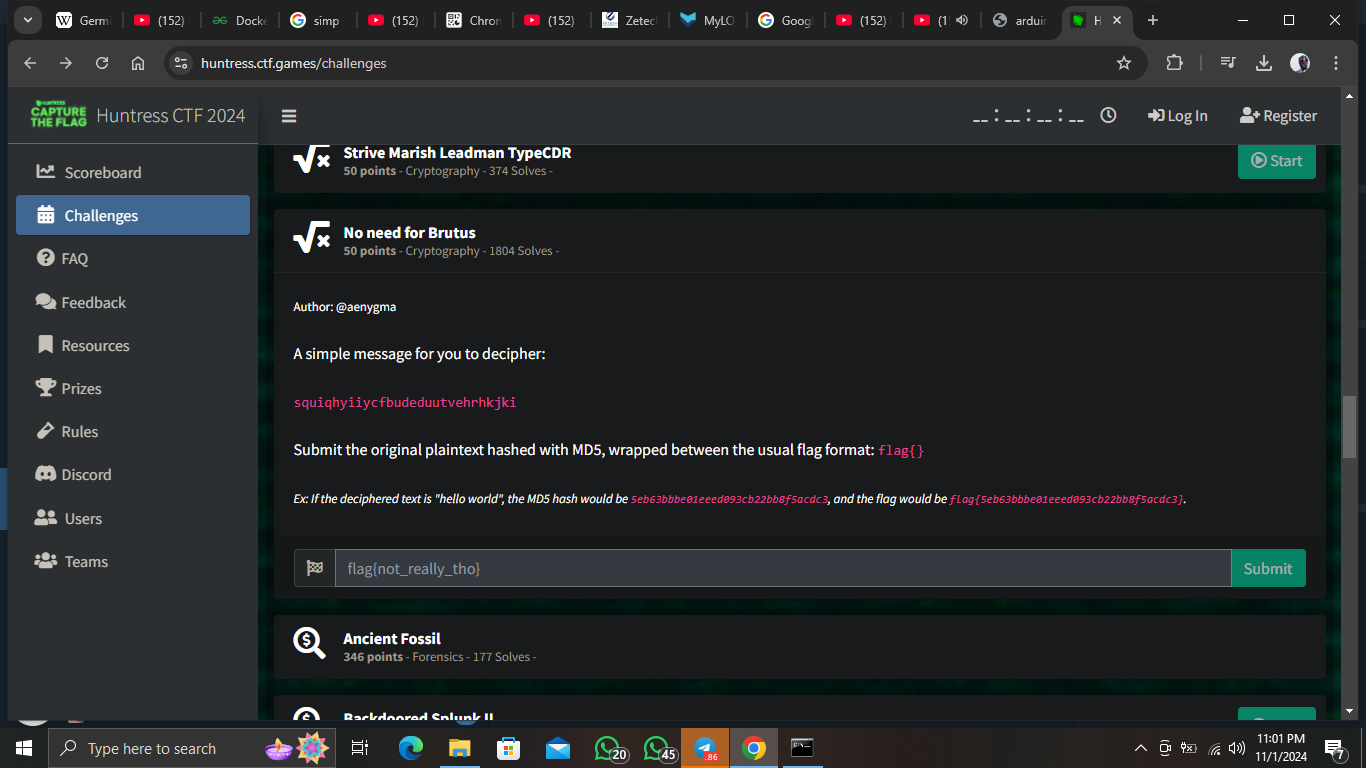 Germi
(152)
Docke
simp
(152)
Chron
(152)
Zetec
MyLO
Goog
(152)
(1
arduir
H
huntress.ctf.games/challenges
HUNTRESS
CAPTURE
THE FLAG
Huntress CTF 2024
__ : __ : __ : __
Log In
Register
Scoreboard
Challenges
FAQ
Feedback
Resources
Prizes
Rules
Discord
Users
Teams
Strive Marish Leadman TypeCDR
50 points - Cryptography - 374 Solves -
Start
No need for Brutus
50 points - Cryptography - 1804 Solves -
Author: @aenygma
A simple message for you to decipher:
squiqhyiiycfbudeduutvehrhkjki
Submit the original plaintext hashed with MD5, wrapped between the usual flag format: flag{}
Ex: If the deciphered text is "hello world", the MD5 hash would be 5eb63bbbe01eeed093cb22bb8f5acdc3, and the flag would be flag{5eb63bbbe01eeed093cb22bb8f5acdc3}.
flag{not_really_tho}
Submit
Ancient Fossil
346 points - Forensics - 177 Solves -
Backdoored Splunk II
Type here to search
20
45
.86
11:01 PM
11/1/2024
7